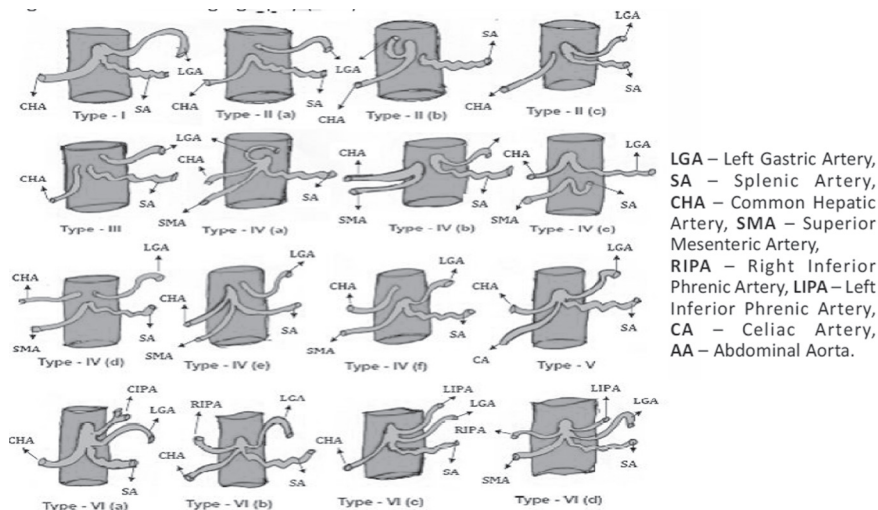 LGA
CHA
SA
Type - I
LGA
CHA
SA
Type - II (a)
SA
CHA
Type - II (b)
LGA
SA
CHA
Type - II (c)
LGA
CHA
SA
Type - III
CHA
SMA
SA
Type - IV (a)
CHA
SMA
SA
Type - IV (b)
LGA
CHA
SMA
SA
Type - IV (c)
LGA
CHA
SMA
SA
Type - IV (d)
LGA
CHA
SMA
SA
Type - IV (e)
LGA
CHA
SMA
SA
Type - IV (f)
LGA
CHA
CA
SA
Type - V
CIPA
LGA
CHA
SA
Type - VI (a)
LGA
RIPA
CHA
SA
Type - VI (b)
LIPA
LGA
CHA
SA
Type - VI (c)
LIPA
LGA
RIPA
SMA
SA
Type - VI (d)
LGA – Left Gastric Artery,
SA – Splenic Artery,
CHA – Common Hepatic
Artery, SMA – Superior
Mesenteric Artery,
RIPA – Right Inferior
Phrenic Artery, LIPA – Left
Inferior Phrenic Artery,
CA – Celiac Artery,
AA – Abdominal Aorta.